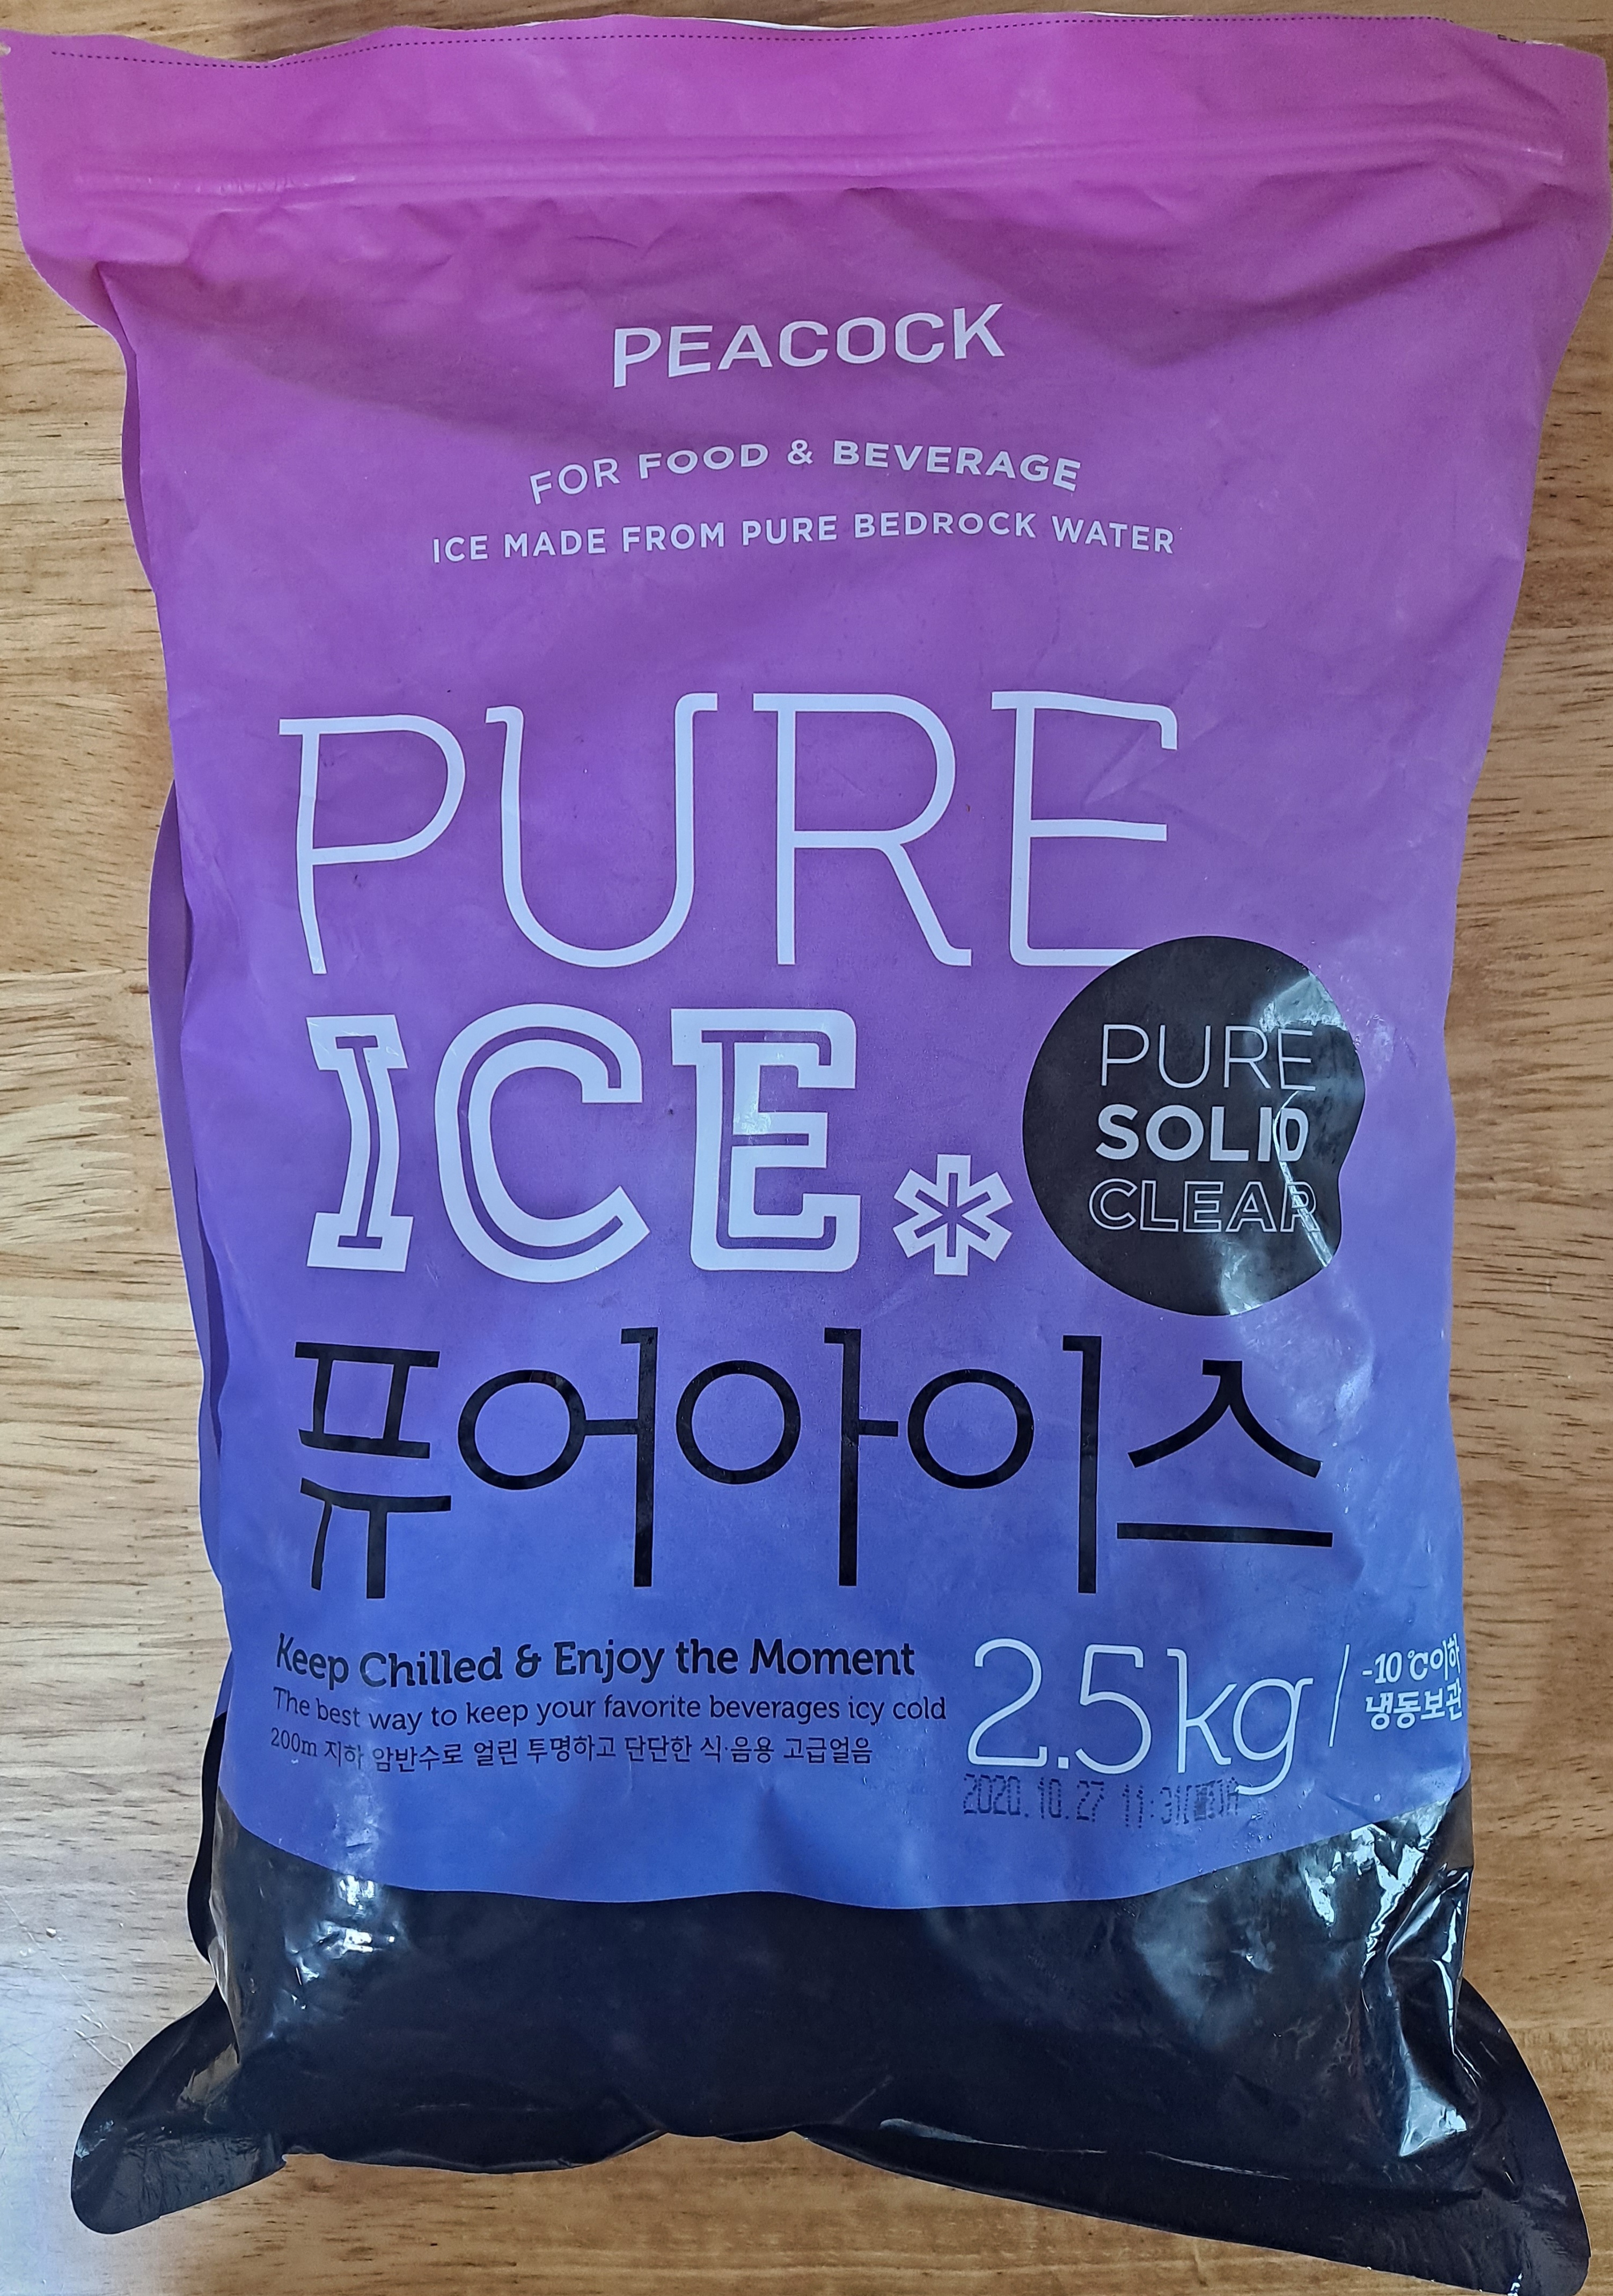 PEACOCK
FOR FOOD & BEVERAGE
ICE MADE FROM PURE BEDROCK WATER
PURE
ICE*
PURE
SOLID
CLEAR
퓨어아이스
Keep Chilled & Enjoy the Moment
The best way to keep your favorite beverages icy cold
200m 지하 암반수로 얼린 투명하고 단단한 식·음용 고급얼음
2.5kg
-10℃이하
냉동보관
2020.10.27